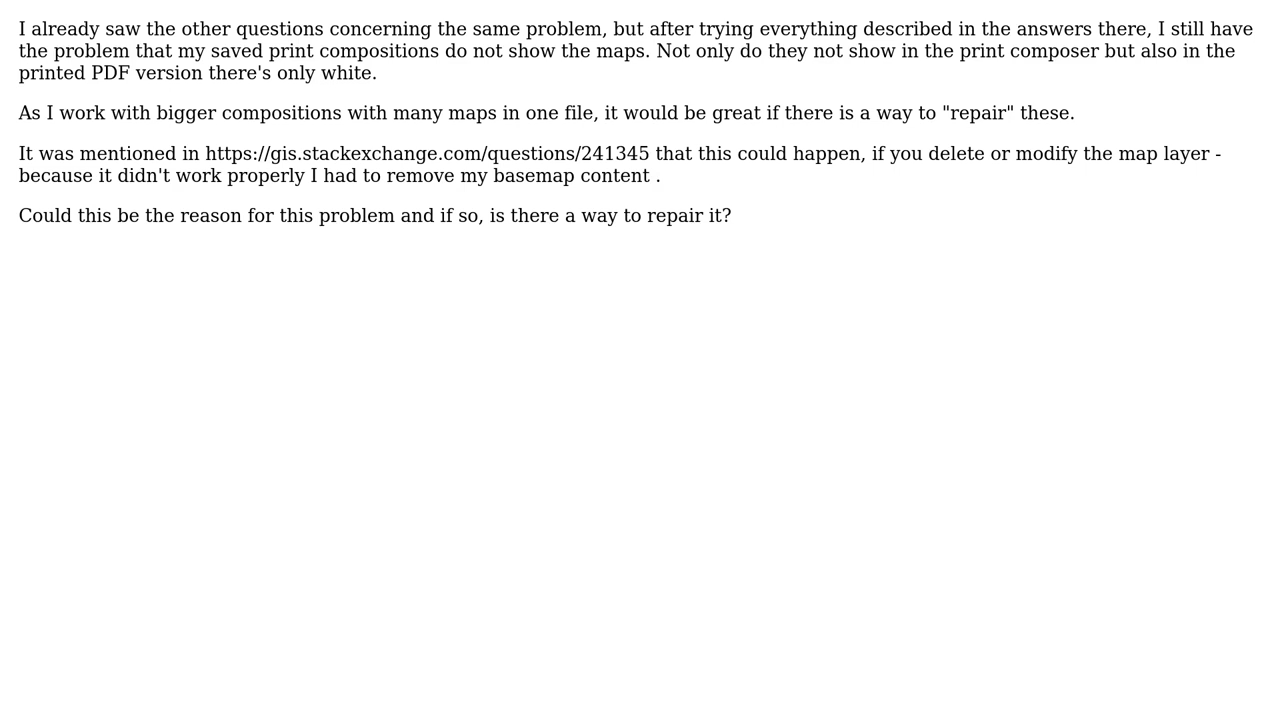 I already saw the other questions concerning the same problem, but after trying everything described in the answers there, I still have
the problem that my saved print compositions do not show the maps. Not only do they not show in the print composer but also in the
printed PDF version there's only white.
As I work with bigger compositions with many maps in one file, it would be great if there is a way to "repair" these.
It was mentioned in https://gis.stackexchange.com/questions/241345 that this could happen, if you delete or modify the map layer -
because it didn't work properly I had to remove my basemap content .
Could this be the reason for this problem and if so, is there a way to repair it?